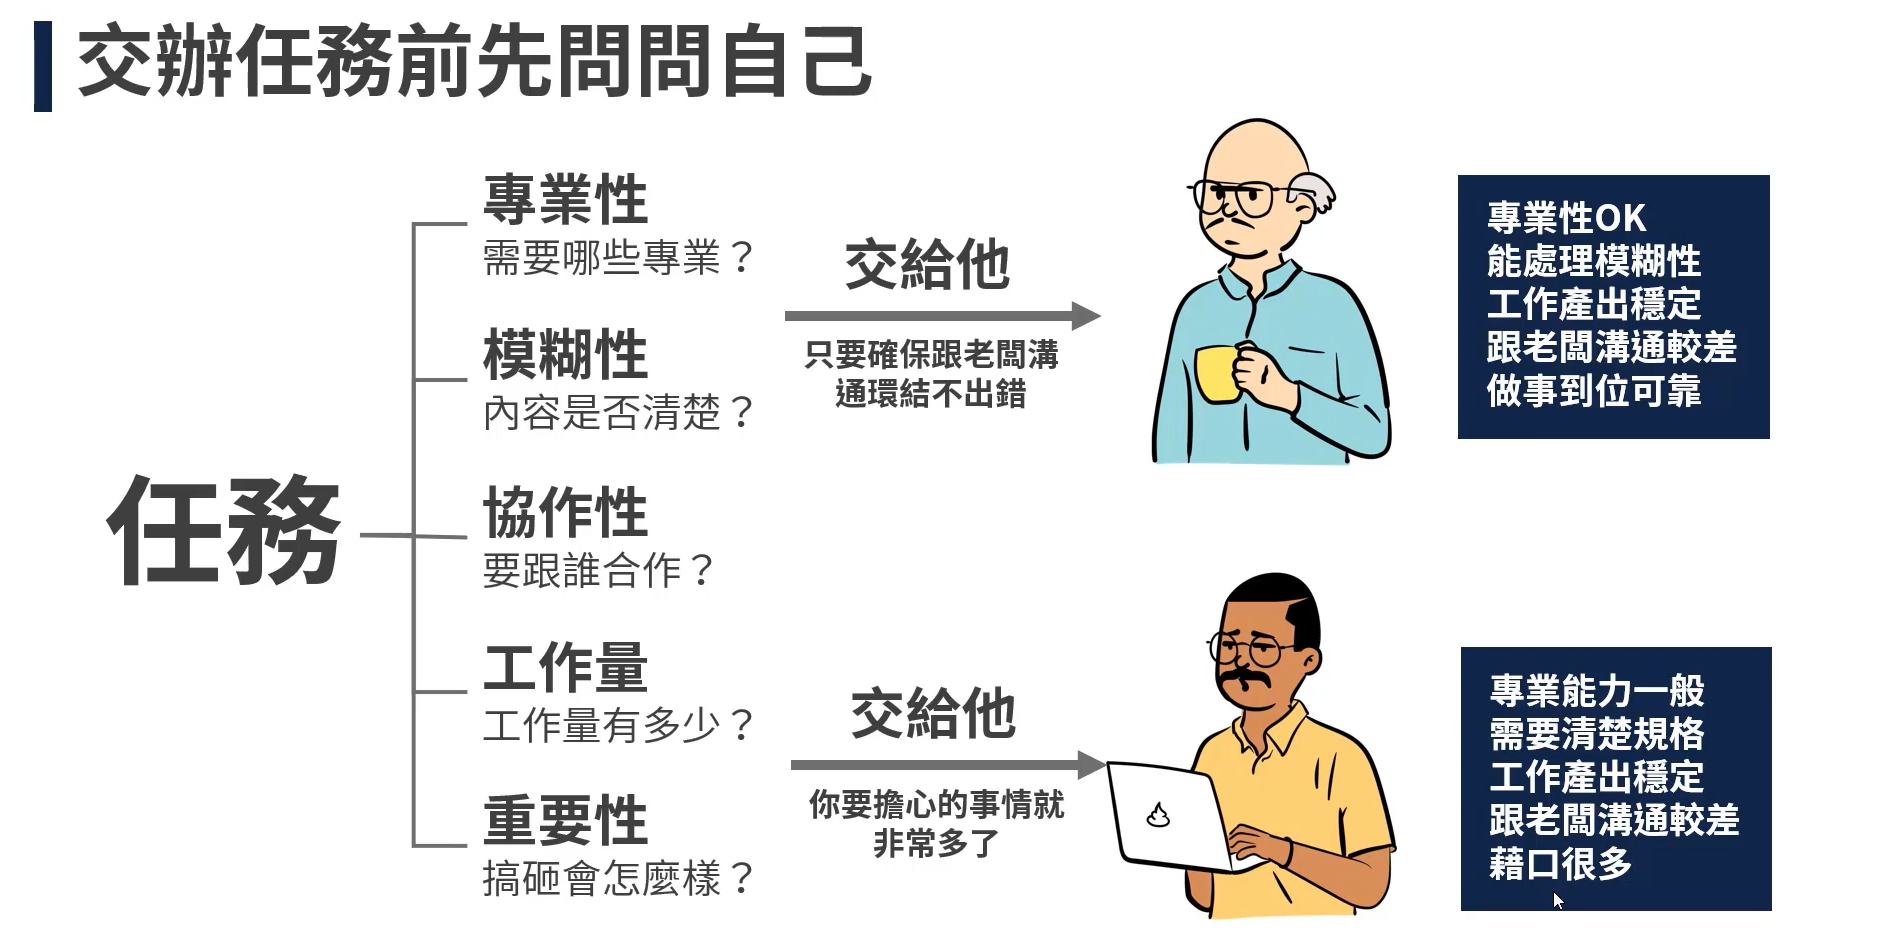 交辦任務前先問問自己
任務
專業性
需要哪些專業？
模糊性
內容是否清楚？
協作性
要跟誰合作？
工作量
工作量有多少？
重要性
搞砸會怎麼樣？
交給他
只要確保跟老闆溝
通環結不出錯
專業性OK
能處理模糊性
工作產出穩定
跟老闆溝通較差
做事到位可靠
交給他
你要擔心的事情就
非常多了
專業能力一般
需要清楚規格
工作產出穩定
跟老闆溝通較差
藉口很多